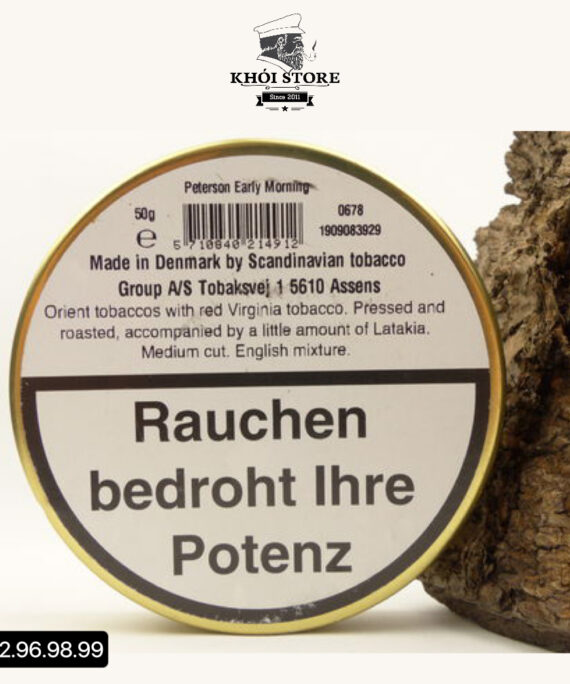 KHÓI STORE
Since 2011
Peterson Early Morning
50g
0678
e
1909083929
5 710840 214912
Made in Denmark by Scandinavian tobacco
Group A/S Tobaksvej 1 5610 Assens
Orient tobaccos with red Virginia tobacco. Pressed and
roasted, accompanied by a little amount of Latakia.
Medium cut. English mixture.
Rauchen
bedroht Ihre
Potenz
2.96.98.99